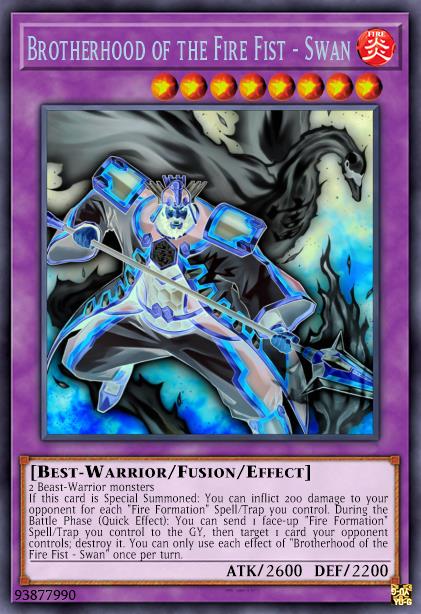 BROTHERHOOD OF THE FIRE FIST - SWAN
FIRE
炎
[BEST-WARRIOR/FUSION/EFFECT]
2 Beast-Warrior monsters
If this card is Special Summoned: You can inflict 200 damage to your
opponent for each "Fire Formation" Spell/Trap you control. During the
Battle Phase (Quick Effect): You can send 1 face-up "Fire Formation"
Spell/Trap you control to the GY, then target 1 card your opponent
controls; destroy it. You can only use each effect of "Brotherhood of the
Fire Fist - Swan" once per turn.
ATK/2600 DEF/2200
93877990